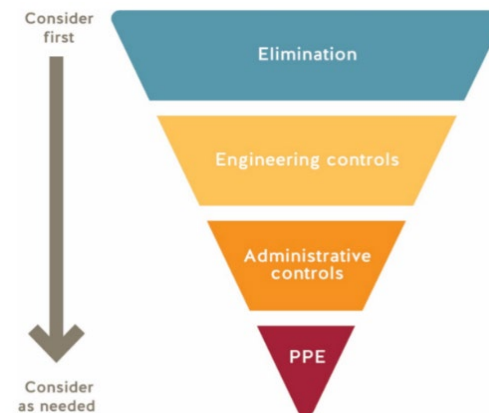 Consider
first
Elimination
Engineering controls
Administrative
controls
PPE
Consider
as needed